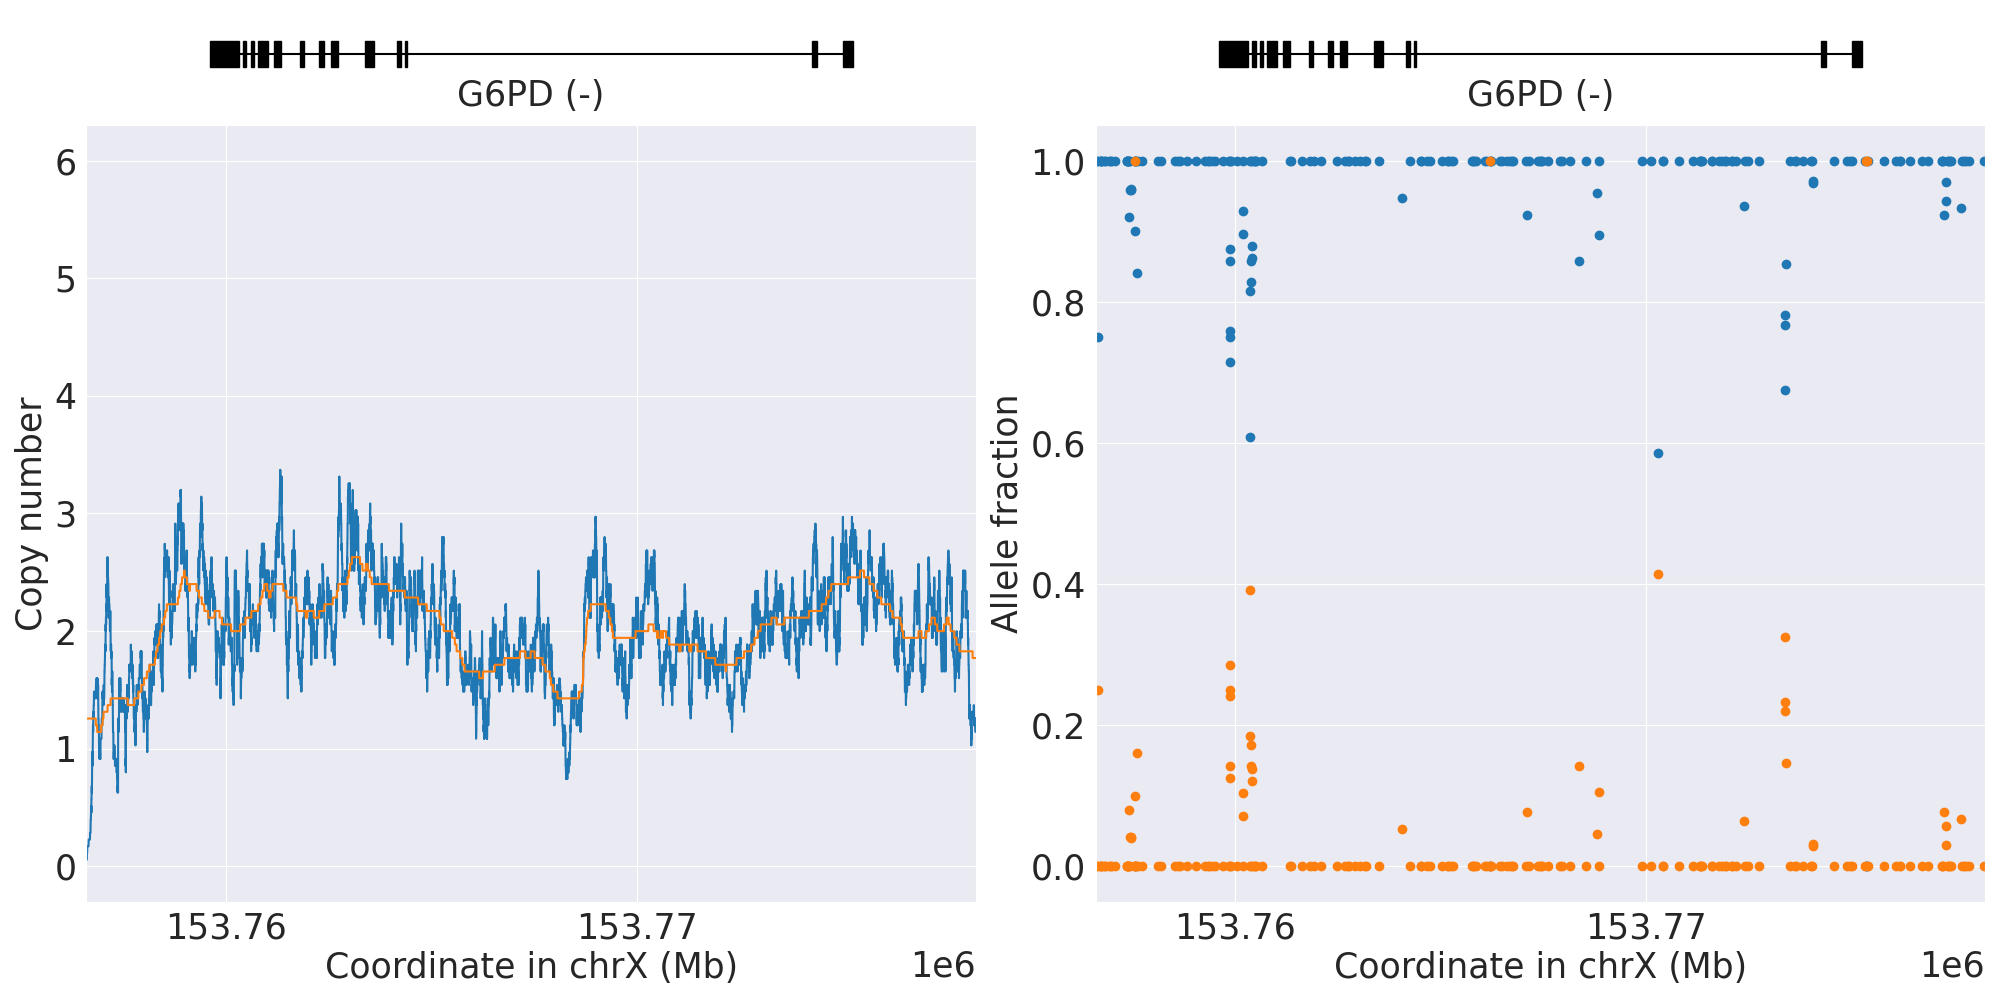 G6PD (-)
6
5
4
3
2
1
0
Copy number
153.76
153.77
Coordinate in chrX (Mb)
1e6
G6PD (-)
1.0
0.8
0.6
0.4
0.2
0.0
Allele fraction
153.76
153.77
Coordinate in chrX (Mb)
1e6